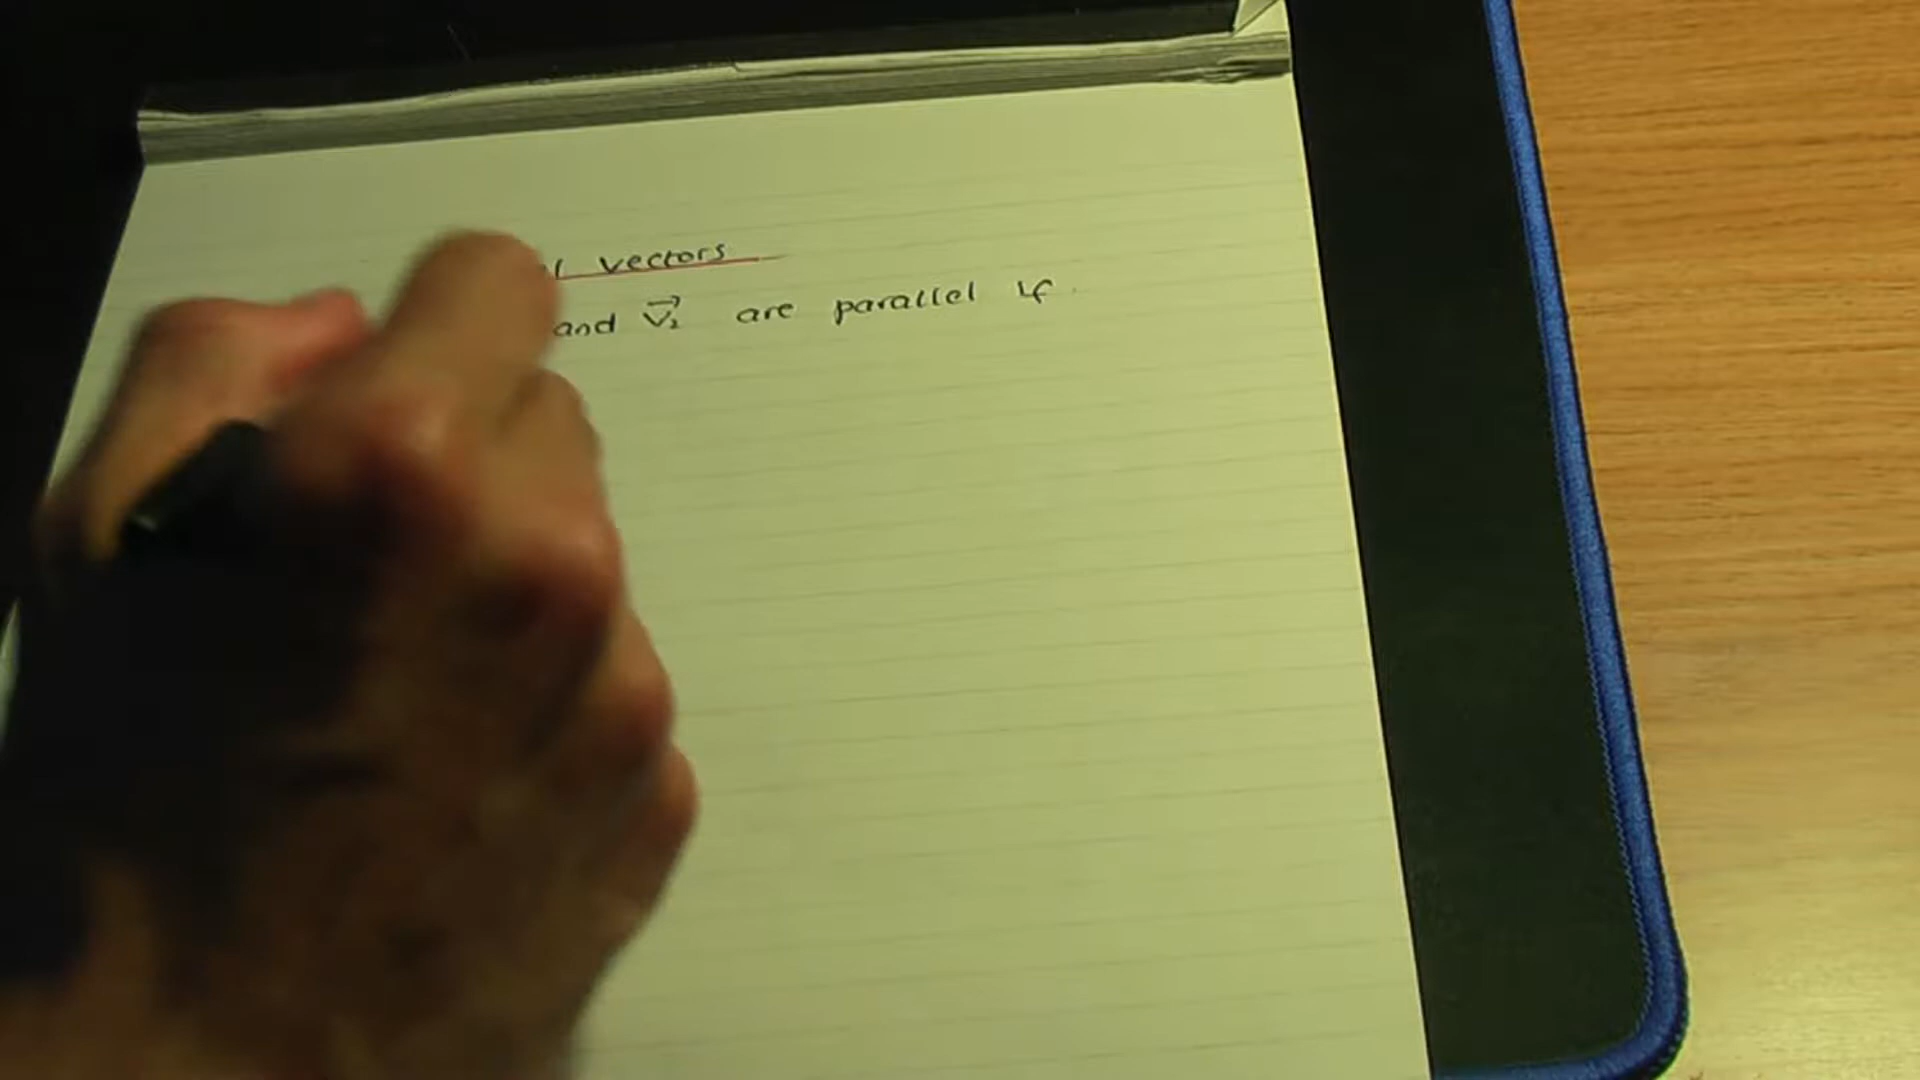 vectors
and v⃗₂ are parallel if